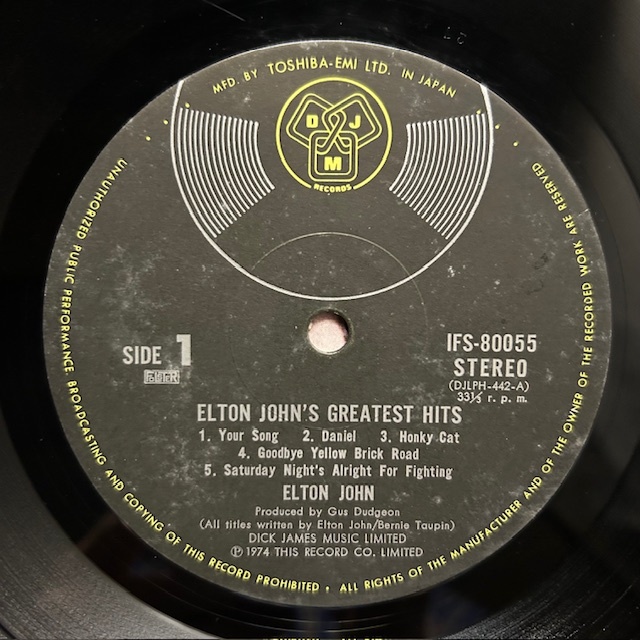 MFD. BY TOSHIBA-EMI LTD. IN JAPAN
D J
M
RECORDS
UNAUTHORIZED PUBLIC PERFORMANCE. BROADCASTING AND COPYING OF THIS RECORD PROHIBITED · ALL RIGHTS OF THE MANUFACTURER AND OF THE OWNER OF THE RECORDED WORK ARE RESERVED
SIDE 1
IFS-80055
STEREO
(DJLPH-442-A)
33⅓ r. p. m.
ELTON JOHN'S GREATEST HITS
1. Your Song 2. Daniel 3. Honky Cat
4. Goodbye Yellow Brick Road
5. Saturday Night's Alright For Fighting
ELTON JOHN
Produced by Gus Dudgeon
(All titles written by Elton John/Bernie Taupin)
DICK JAMES MUSIC LIMITED
Ⓟ 1974 THIS RECORD CO. LIMITED